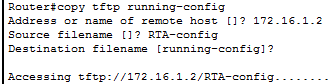 Router#copy tftp running-config
Address or name of remote host []? 172.16.1.2
Source filename []? RTA-config
Destination filename [running-config]?
Accessing tftp://172.16.1.2/RTA-config........